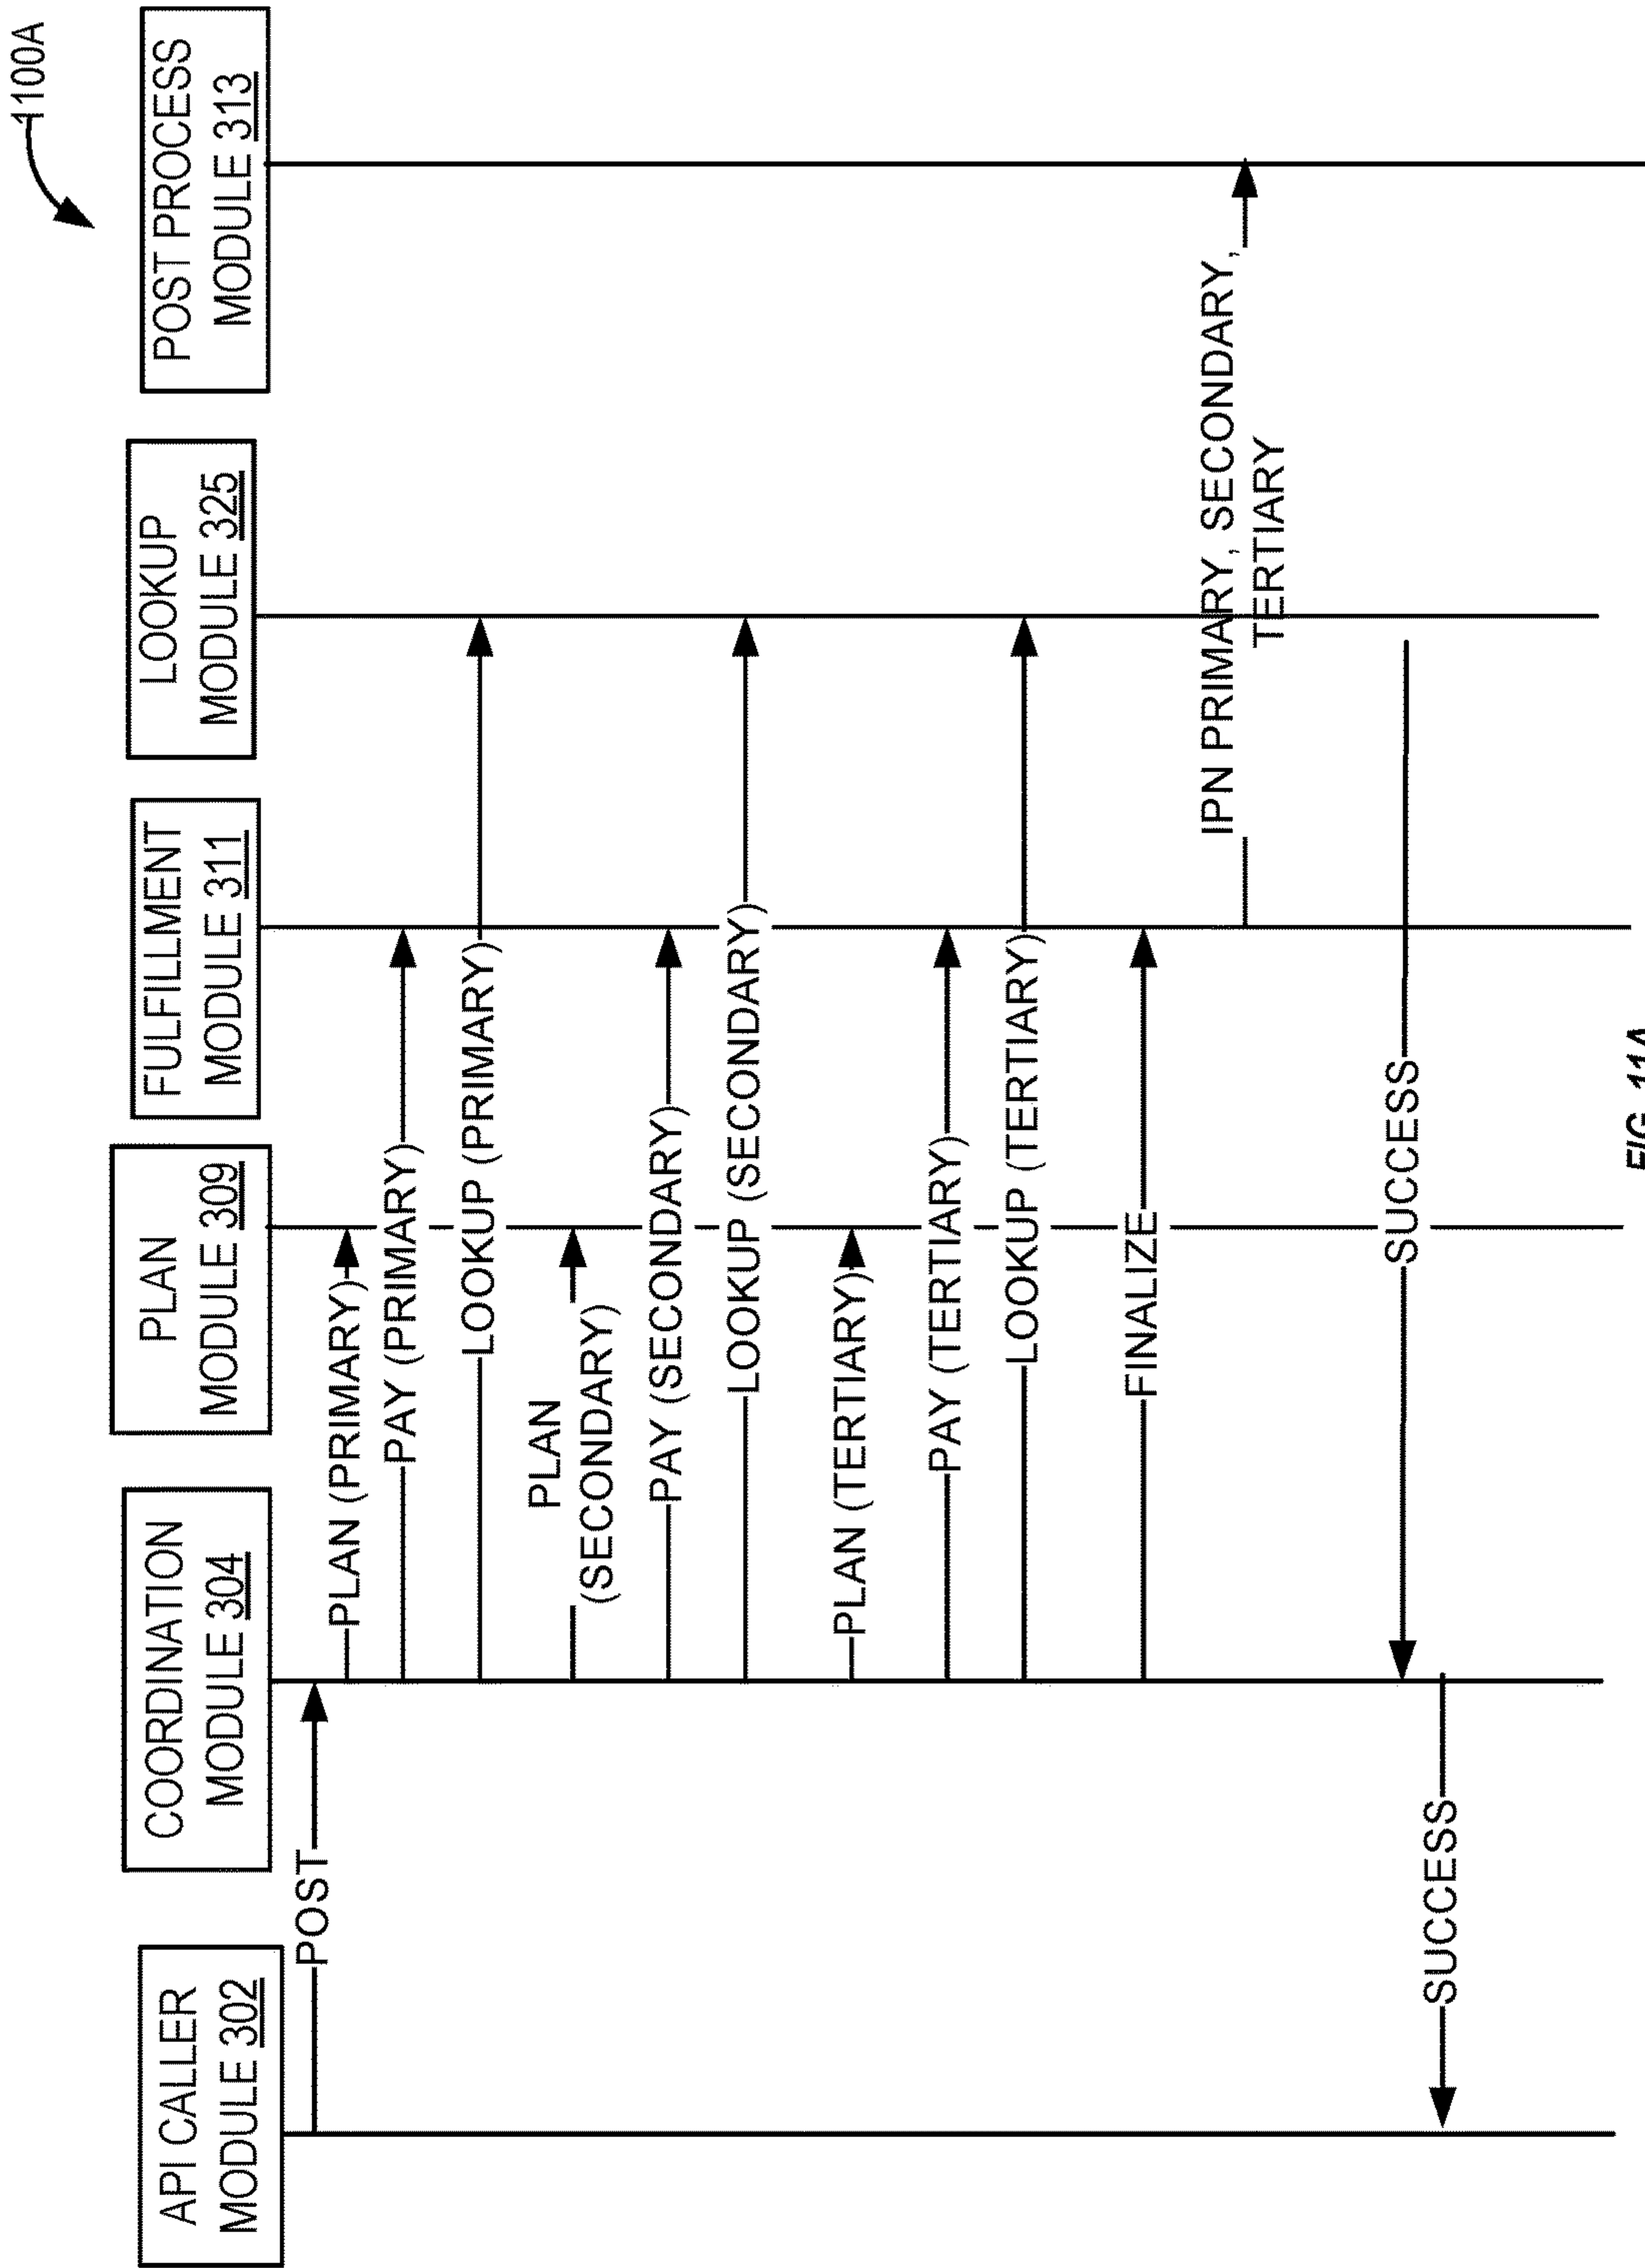 1100A
API CALLER
MODULE 302
COORDINATION
MODULE 304
PLAN
MODULE 309
FULFILLMENT
MODULE 311
LOOKUP
MODULE 325
POST PROCESS
MODULE 313
POST
PLAN (PRIMARY)
PAY (PRIMARY)
LOOKUP (PRIMARY)
PLAN
(SECONDARY)
PAY (SECONDARY)
LOOKUP (SECONDARY)
PLAN (TERTIARY)
PAY (TERTIARY)
LOOKUP (TERTIARY)
FINALIZE
IPN PRIMARY, SECONDARY,
TERTIARY
SUCCESS
SUCCESS
FIG. 11A